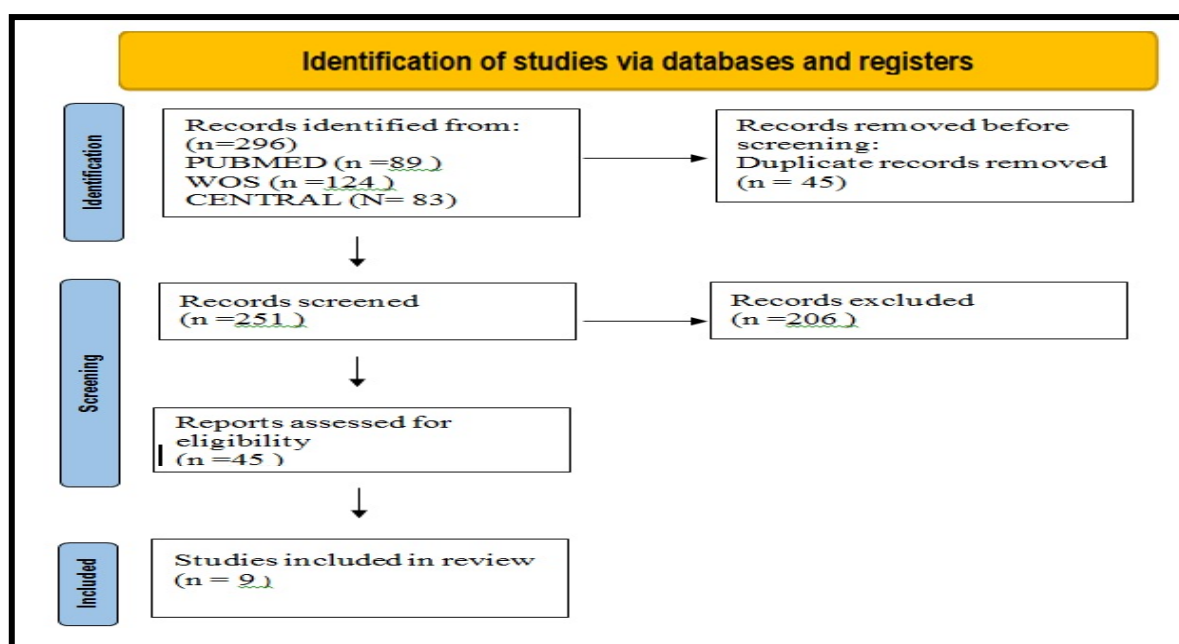 Identification of studies via databases and registers
Identification
Records identified from:
(n=296)
PUBMED (n =89 )
WOS (n =124 )
CENTRAL (N= 83)
Records removed before
screening:
Duplicate records removed
(n = 45)
Screening
Records screened
(n =251 )
Records excluded
(n =206 )
Reports assessed for
eligibility
(n =45 )
Included
Studies included in review
(n = 9 )